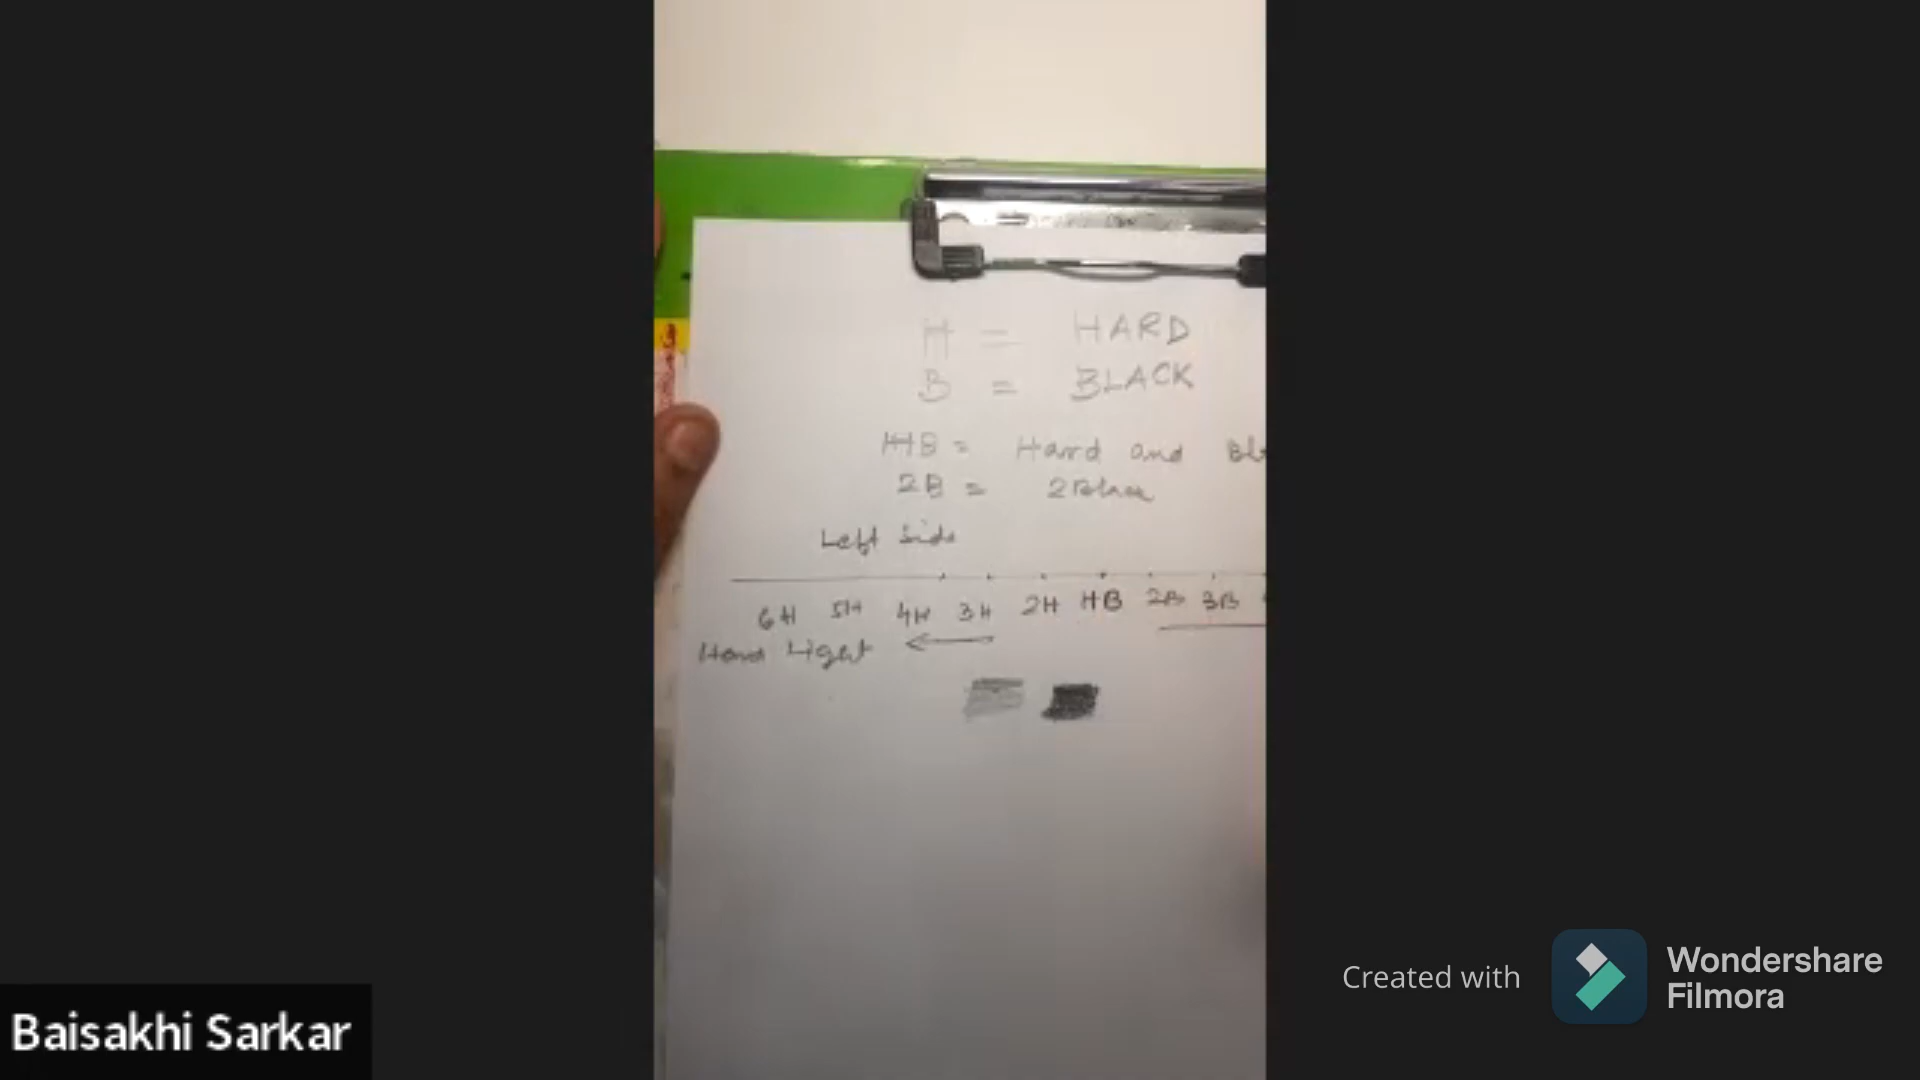 H = HARD
B = BLACK
HB = Hard and Bl
2B = 2Black
Left Side
6H 5H 4H 3H 2H HB 2B 3B
Hard Light
Baisakhi Sarkar
Created with
Wondershare
Filmora